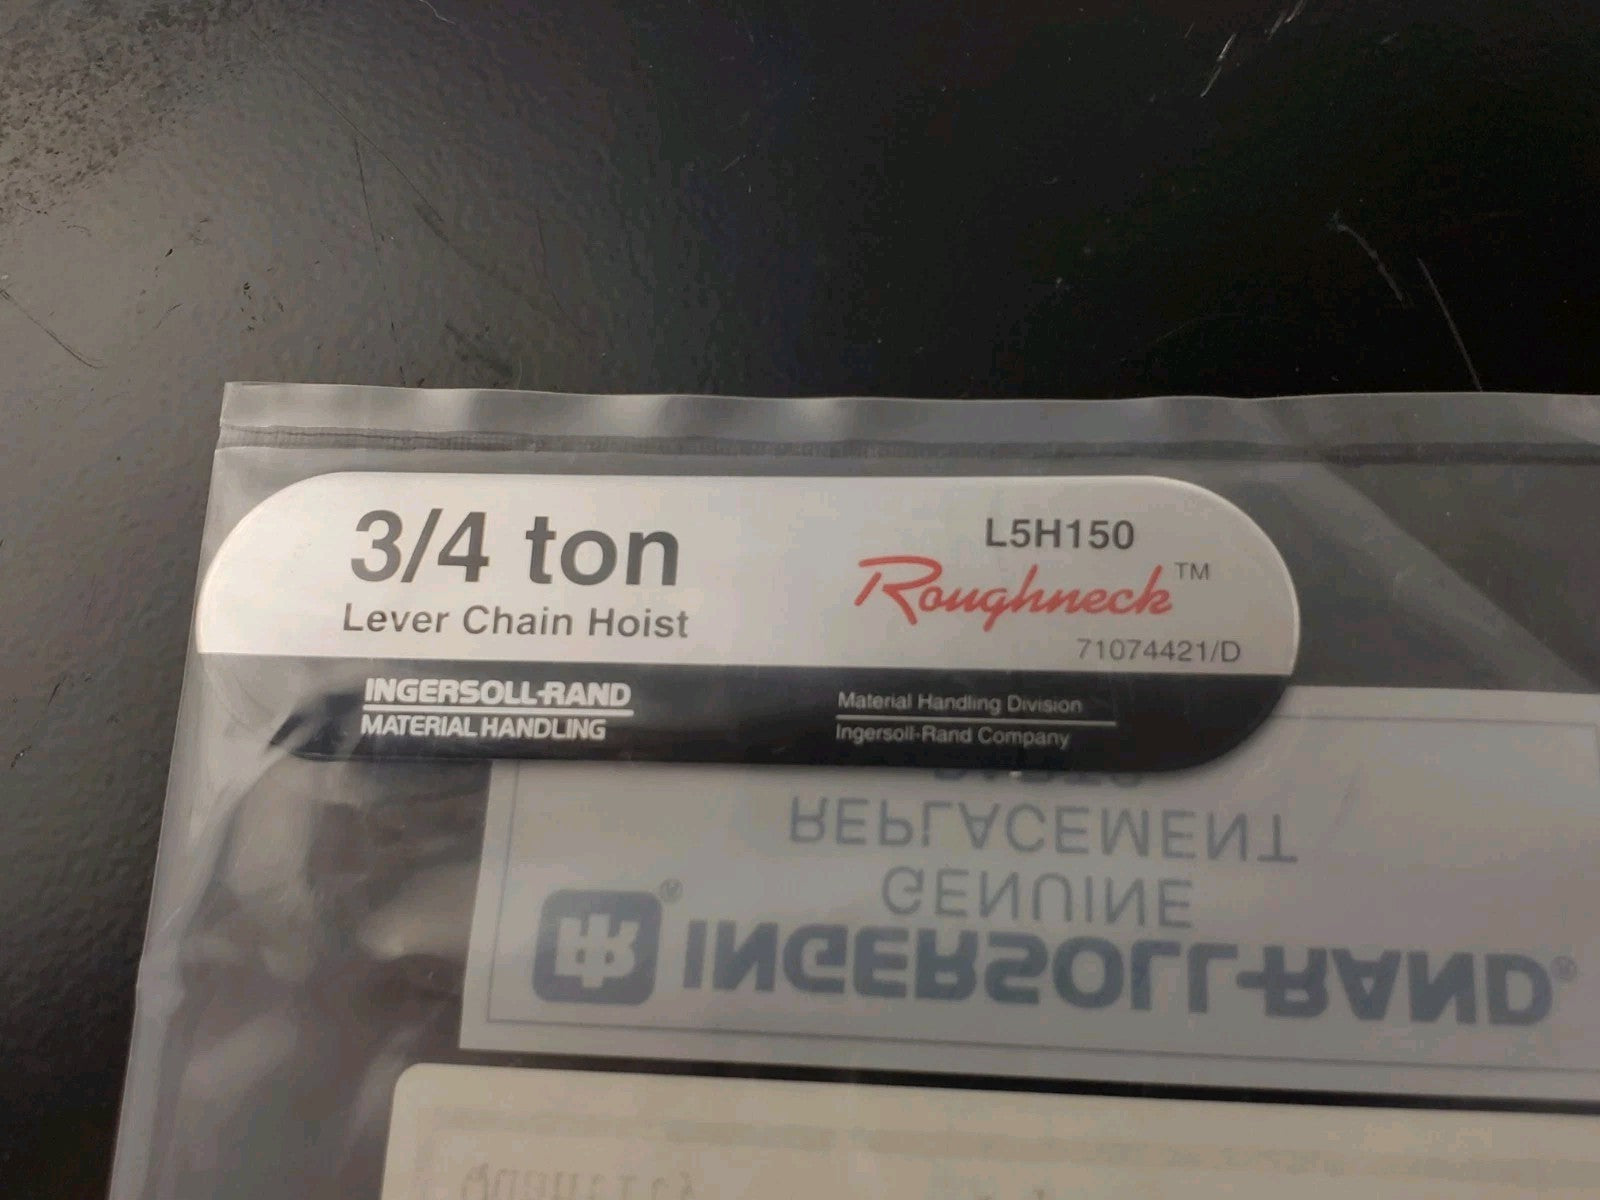 3/4 ton
Lever Chain Hoist
L5H150
Roughneck™
71074421/D
INGERSOLL-RAND
MATERIAL HANDLING
Material Handling Division
Ingersoll-Rand Company
REPLACEMENT
GENUINE
IR® INGERSOLL-RAND®